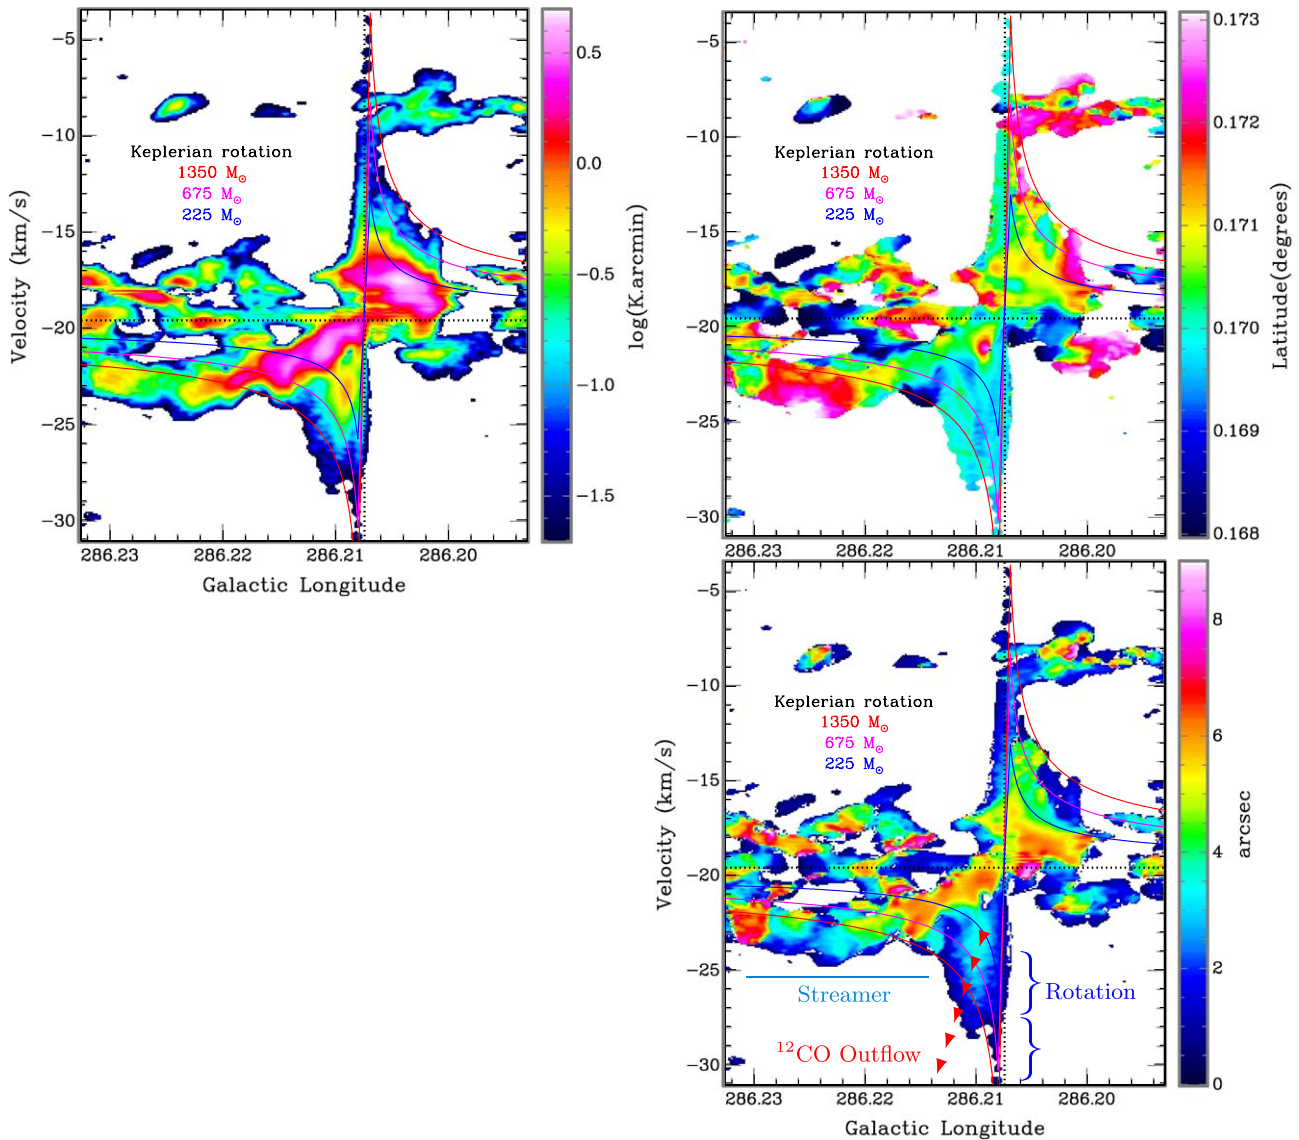 −5
−10
−15
−20
−25
−30
Velocity (km/s)
Keplerian rotation
1350 M⊙
675 M⊙
225 M⊙
286.23
286.22
286.21
286.20
Galactic Longitude
0.5
0.0
−0.5
−1.0
−1.5
log(K.arcmin)
−5
−10
−15
−20
−25
−30
Keplerian rotation
1350 M⊙
675 M⊙
225 M⊙
286.23
286.22
286.21
286.20
0.173
0.172
0.171
0.170
0.169
0.168
Latitude(degrees)
−5
−10
−15
−20
−25
−30
Velocity (km/s)
Keplerian rotation
1350 M⊙
675 M⊙
225 M⊙
Streamer
Rotation
¹²CO Outflow
286.23
286.22
286.21
286.20
Galactic Longitude
8
6
4
2
0
arcsec